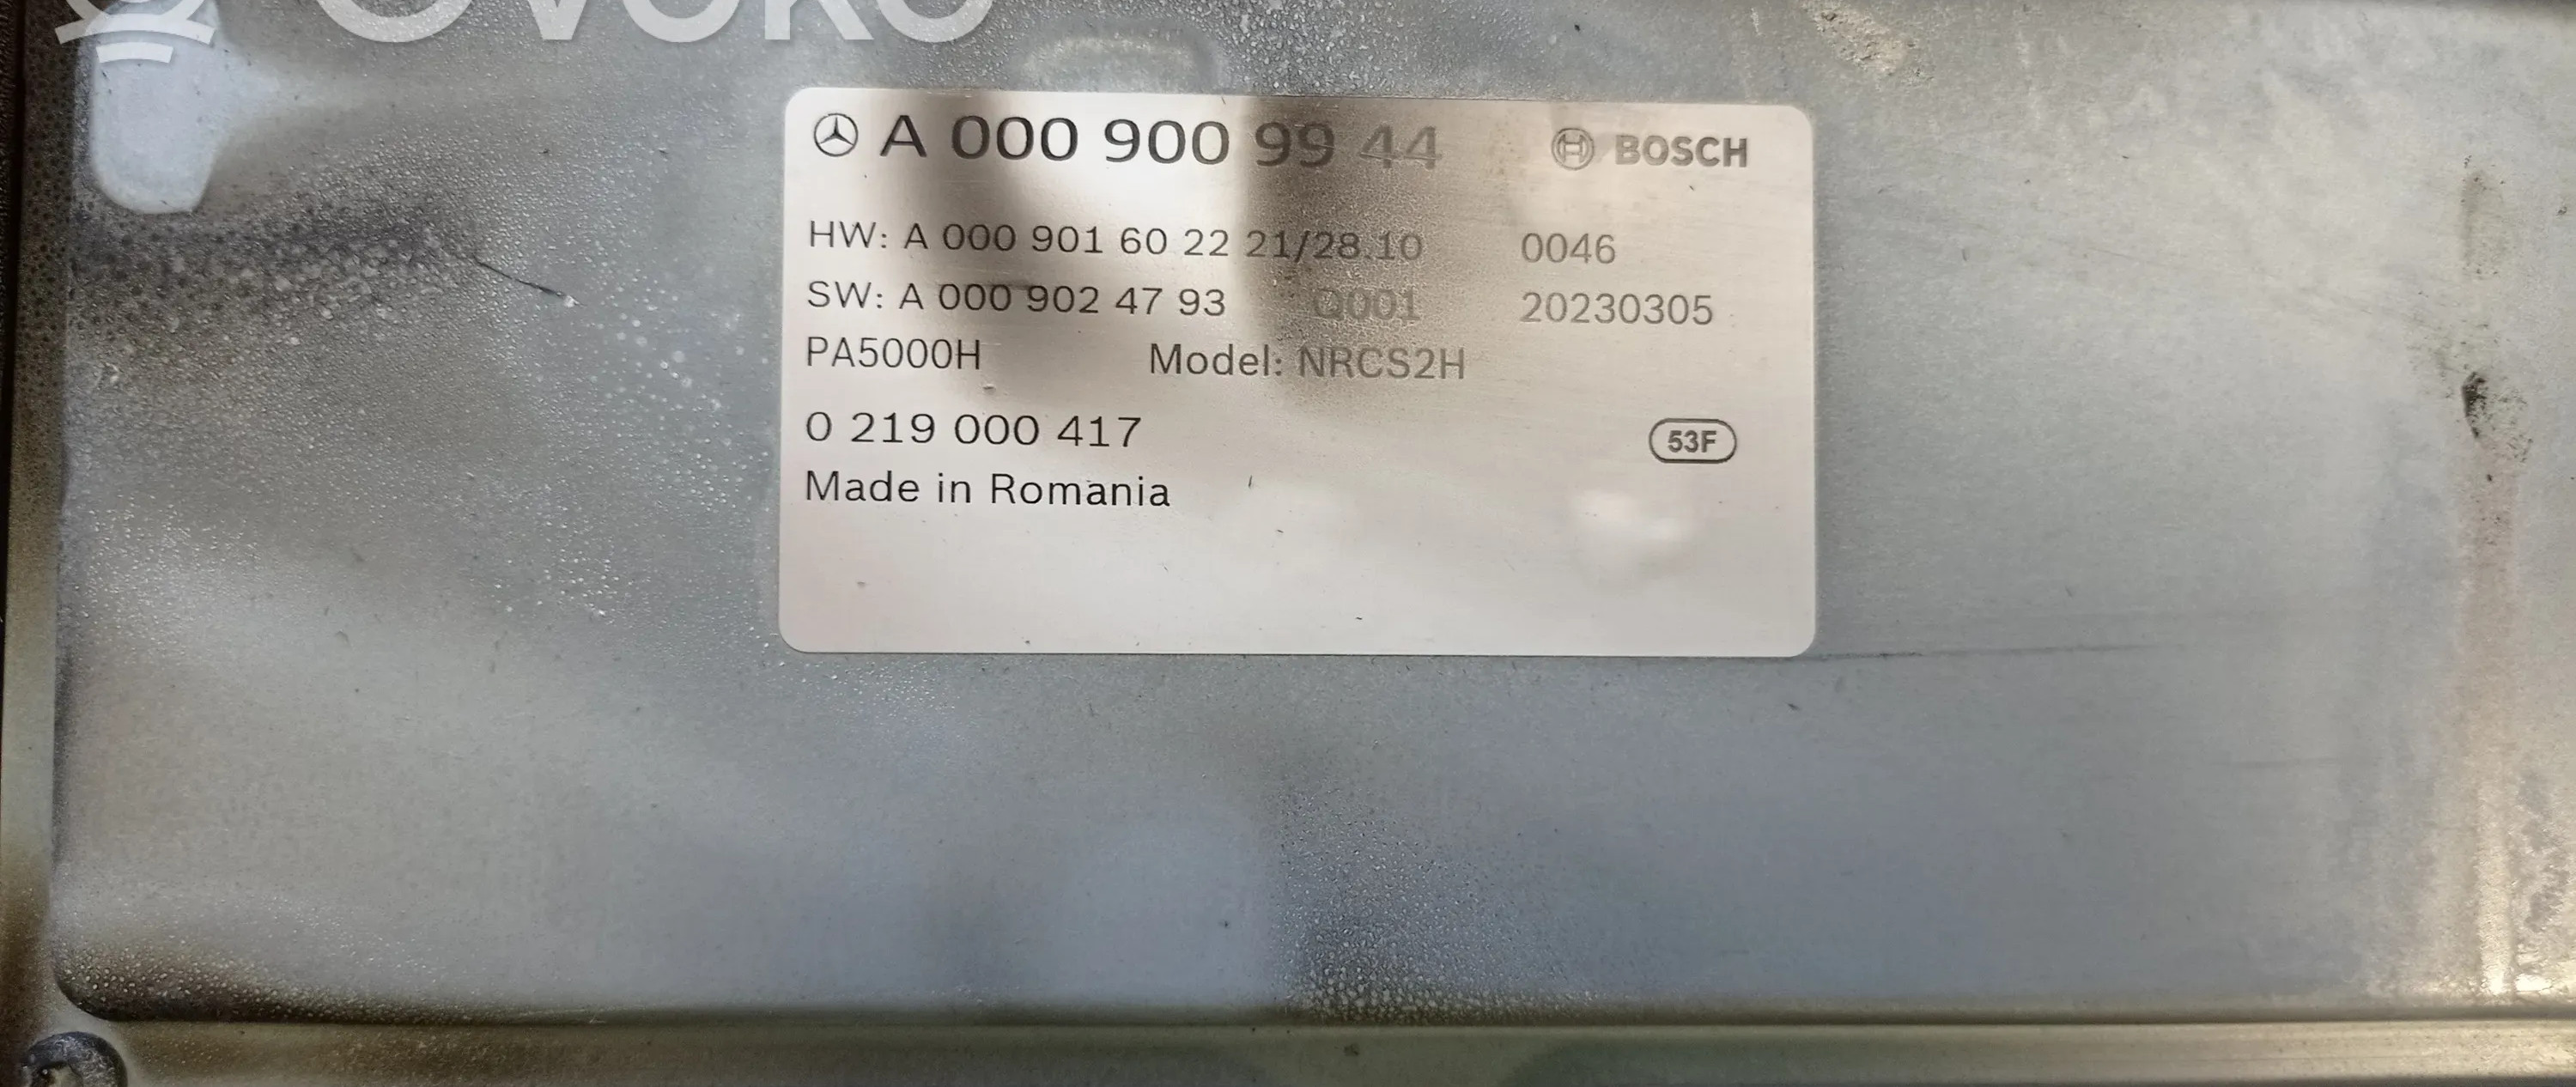 OVOKO
A 000 900 99 44 BOSCH
HW: A 000 901 60 22 21/28.10 0046
SW: A 000 902 47 93 Q001 20230305
PA5000H Model: NRCS2H
0 219 000 417
53F
Made in Romania